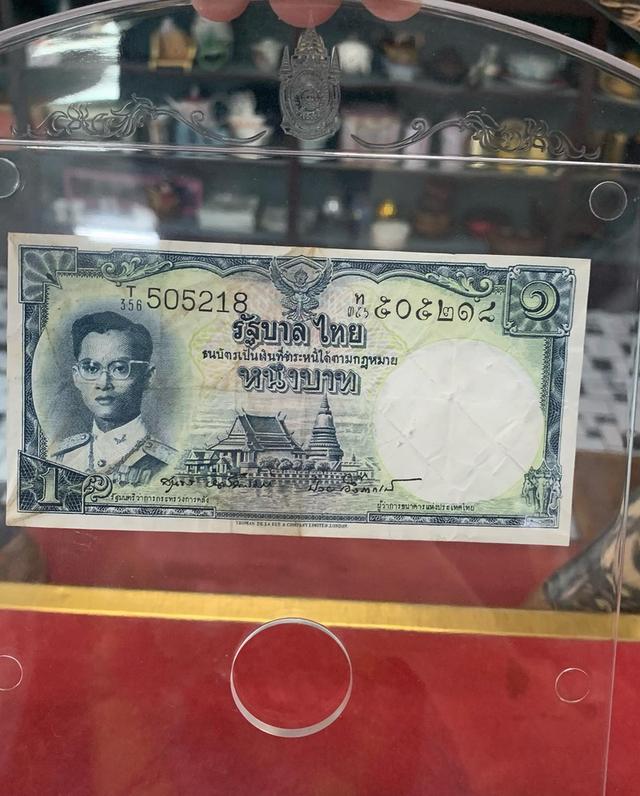 T 356 505218
ท ๓๕๖ ๕๐๕๒๑๘
๑
รัฐบาลไทย
ธนบัตรเป็นเงินที่ชำระหนี้ได้ตามกฎหมาย
หนึ่งบาท
1
รัฐมนตรีว่าการกระทรวงการคลัง
ผู้ว่าการธนาคารแห่งประเทศไทย
THOMAS DE LA RUE & COMPANY LIMITED, LONDON.